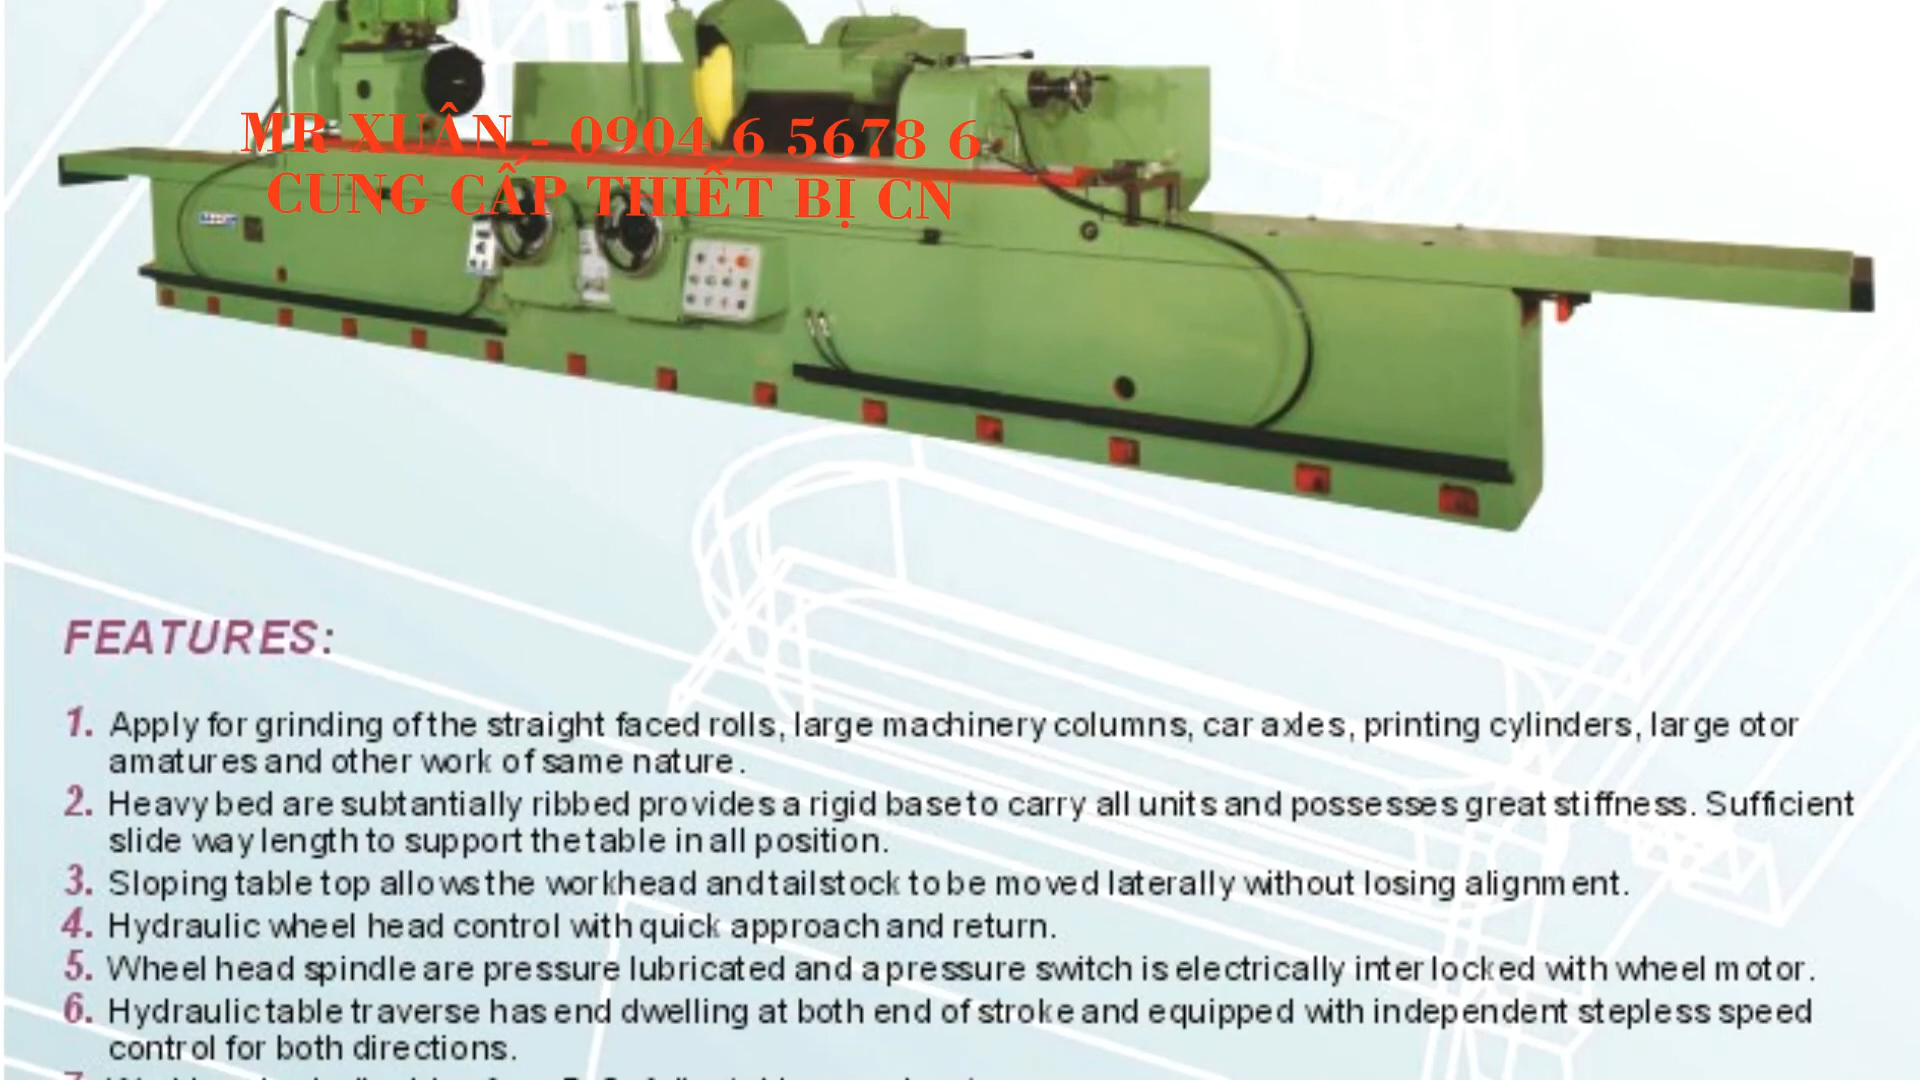 MR XUÂN - 0904 6 5678 6
CUNG CẤP THIẾT BỊ CN
FEATURES:
1. Apply for grinding of the straight faced rolls, large machinery columns, car axles, printing cylinders, large otor
amatures and other work of same nature.
2. Heavy bed are subtantially ribbed provides a rigid base to carry all units and possesses great stiffness. Sufficient
slide way length to support the table in all position.
3. Sloping table top allows the workhead and tailstock to be moved laterally without losing alignment.
4. Hydraulic wheel head control with quick approach and return.
5. Wheel head spindle are pressure lubricated and a pressure switch is electrically inter locked with wheel motor.
6. Hydraulic table traverse has end dwelling at both end of stroke and equipped with independent stepless speed
control for both directions.